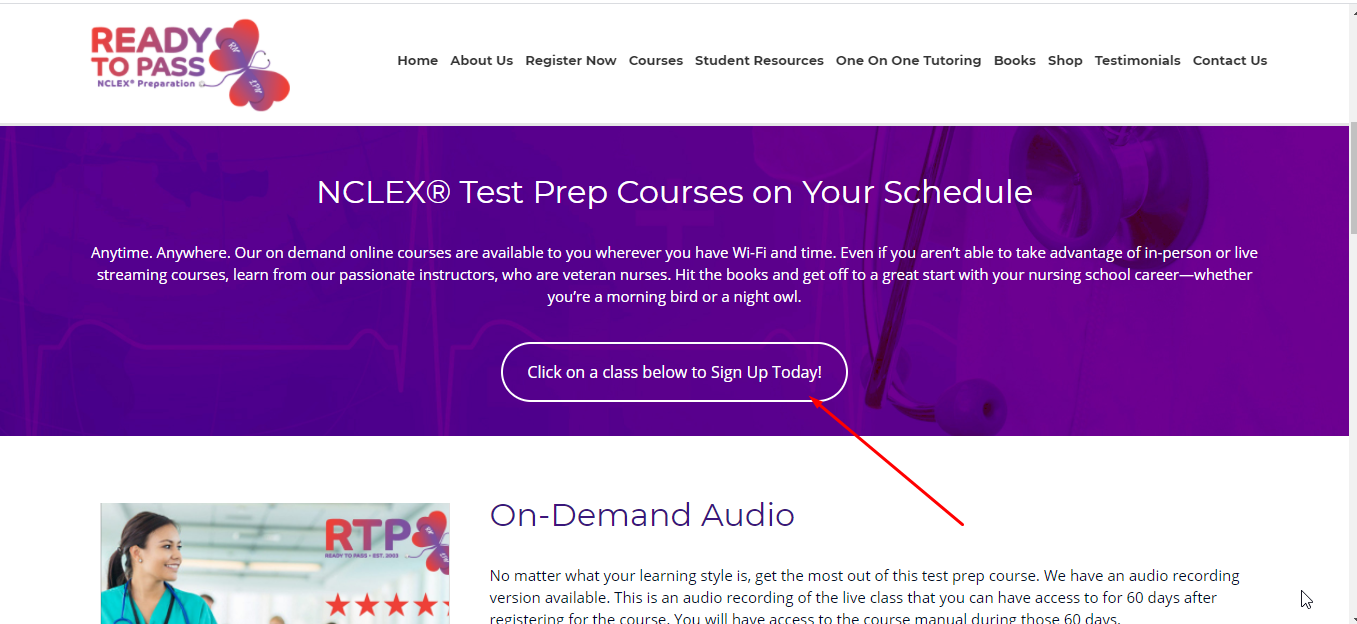 READY
TO PASS
NCLEX® Preparation
RN
LPN
Home About Us Register Now Courses Student Resources One On One Tutoring Books Shop Testimonials Contact Us
NCLEX® Test Prep Courses on Your Schedule
Anytime. Anywhere. Our on demand online courses are available to you wherever you have Wi-Fi and time. Even if you aren’t able to take advantage of in-person or live
streaming courses, learn from our passionate instructors, who are veteran nurses. Hit the books and get off to a great start with your nursing school career—whether
you’re a morning bird or a night owl.
Click on a class below to Sign Up Today!
RTP
READY TO PASS • EST. 2003
On-Demand Audio
No matter what your learning style is, get the most out of this test prep course. We have an audio recording
version available. This is an audio recording of the live class that you can have access to for 60 days after
registering for the course. You will have access to the course manual during those 60 days.